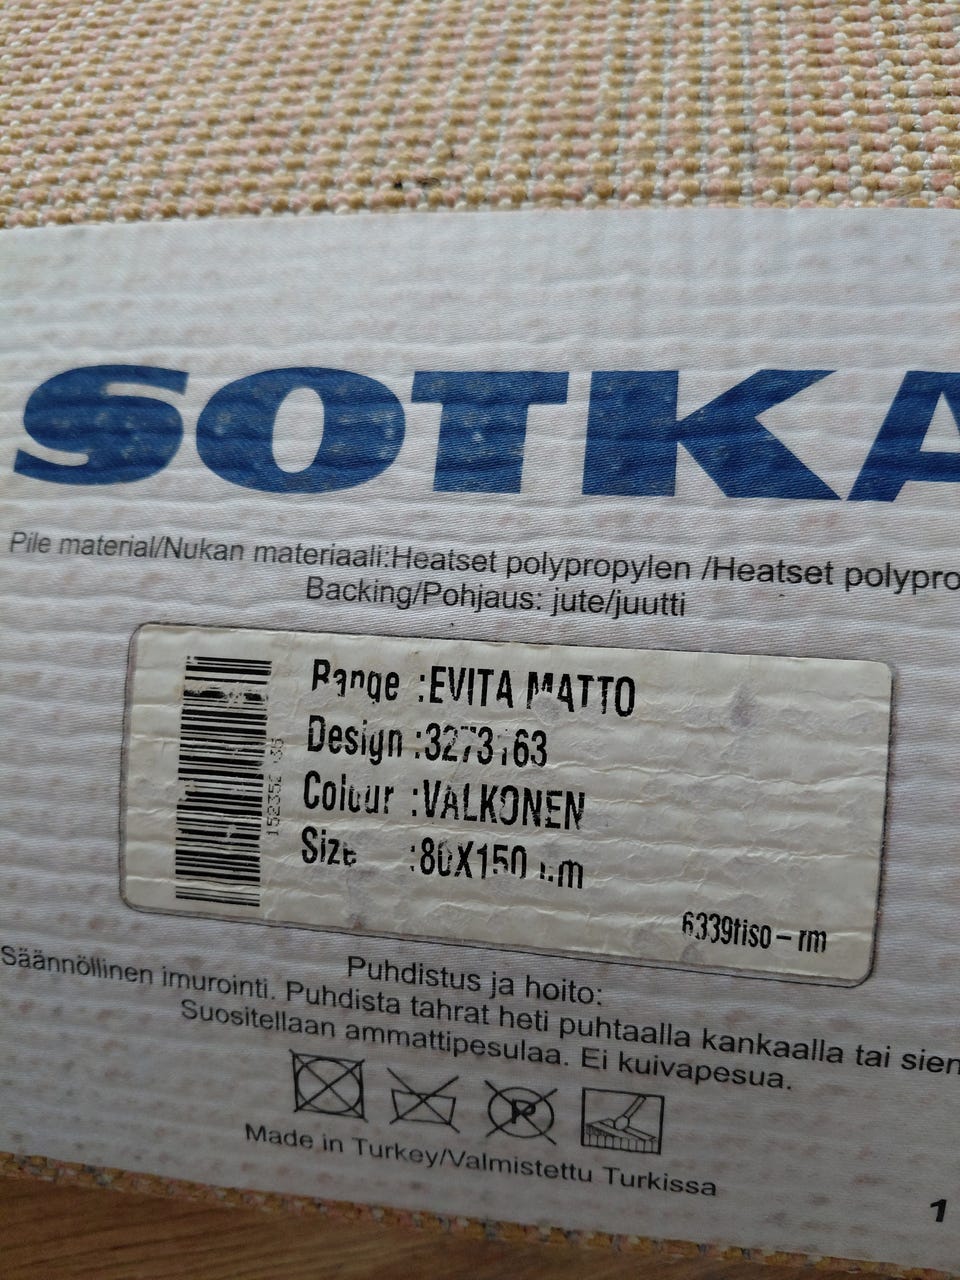 SOTKA
Pile material/Nukan materiaali:Heatset polypropylen /Heatset polypro
Backing/Pohjaus: jute/juutti
Range :EVITA MATTO
Design :3273163
Colour :VALKONEN
Size :80X150 cm
6339tiso-rm
Puhdistus ja hoito:
Säännöllinen imurointi. Puhdista tahrat heti puhtaalla kankaalla tai sien
Suositellaan ammattipesulaa. Ei kuivapesua.
P
Made in Turkey/Valmistettu Turkissa
1